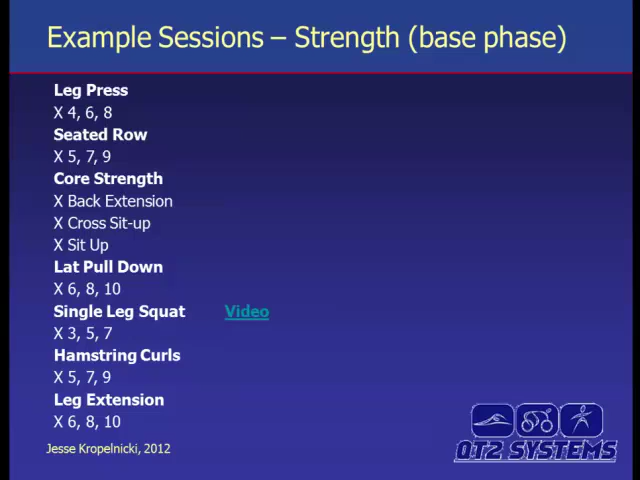 Example Sessions – Strength (base phase)
Leg Press
X 4, 6, 8
Seated Row
X 5, 7, 9
Core Strength
X Back Extension
X Cross Sit-up
X Sit Up
Lat Pull Down
X 6, 8, 10
Single Leg Squat Video
X 3, 5, 7
Hamstring Curls
X 5, 7, 9
Leg Extension
X 6, 8, 10
Jesse Kropelnicki, 2012
QT2 SYSTEMS